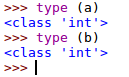 >>> type (a)
<class 'int'>
>>> type (b)
<class 'int'>
>>>